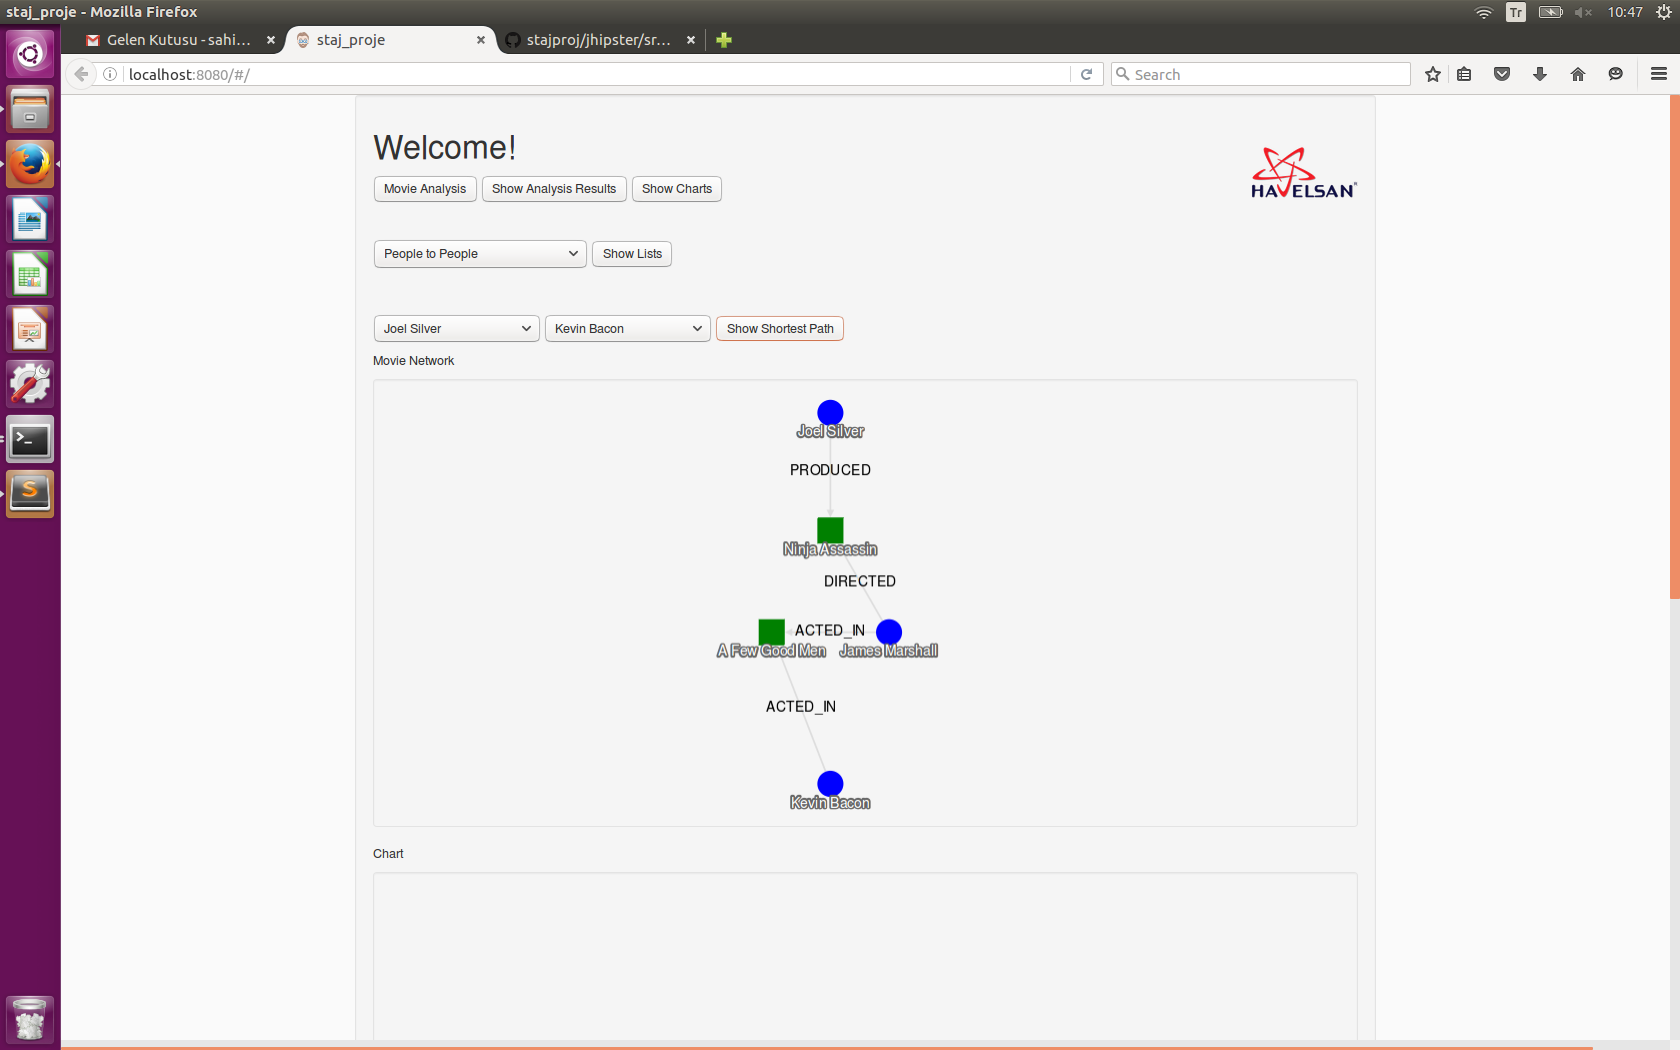 staj_proje - Mozilla Firefox
Tr
10:47
Gelen Kutusu - sahi...
staj_proje
stajproj/jhipster/sr...
localhost:8080/#/
Search
Welcome!
HAVELSAN
Movie Analysis
Show Analysis Results
Show Charts
People to People
Show Lists
Joel Silver
Kevin Bacon
Show Shortest Path
Movie Network
Joel Silver
PRODUCED
Ninja Assassin
DIRECTED
ACTED_IN
A Few Good Men
James Marshall
ACTED_IN
Kevin Bacon
Chart